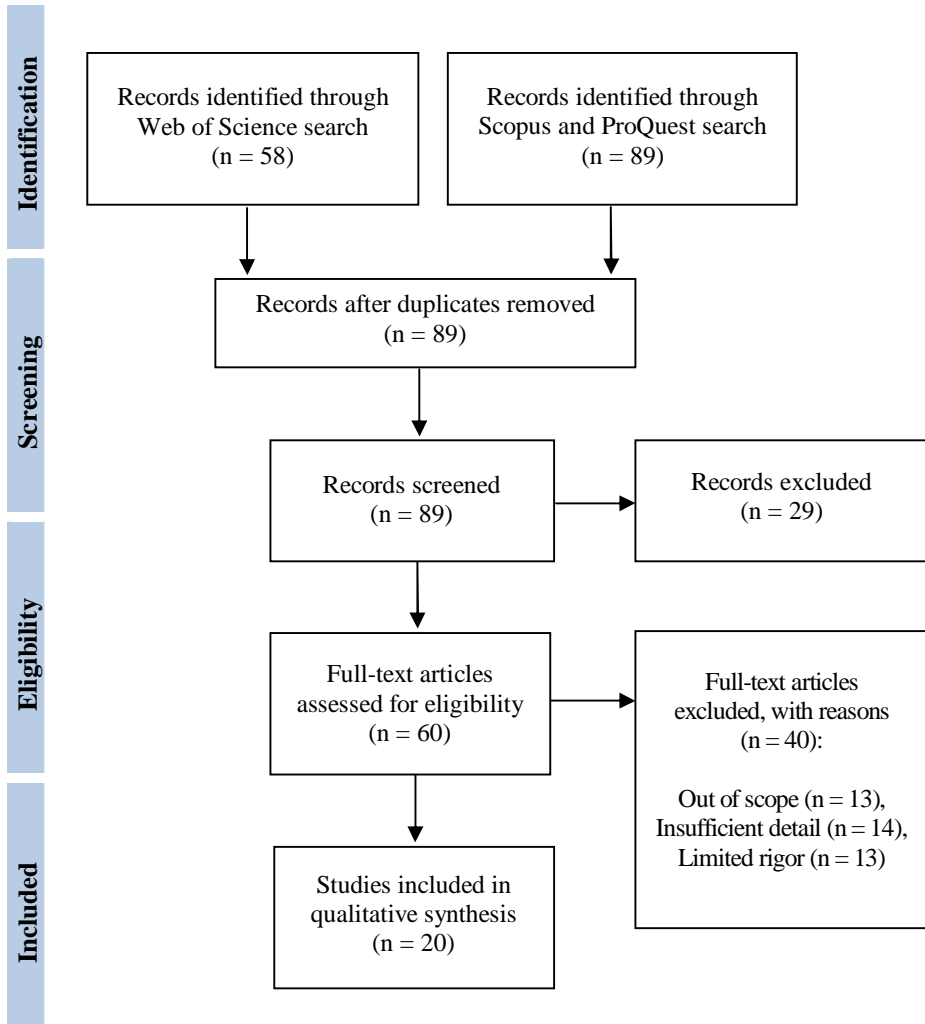 Identification
Records identified through
Web of Science search
(n = 58)
Records identified through
Scopus and ProQuest search
(n = 89)
Screening
Records after duplicates removed
(n = 89)
Records screened
(n = 89)
Records excluded
(n = 29)
Eligibility
Full-text articles
assessed for eligibility
(n = 60)
Full-text articles
excluded, with reasons
(n = 40):
Out of scope (n = 13),
Insufficient detail (n = 14),
Limited rigor (n = 13)
Included
Studies included in
qualitative synthesis
(n = 20)